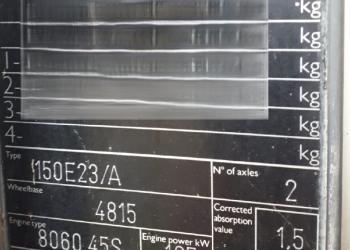 kg
kg
1- kg
2- kg
3- kg
4- kg
Type
150E23/A
N° of axles
2
Wheelbase
4815
Corrected
absorption
value
1.5
Engine type
8060.45S
Engine power kW